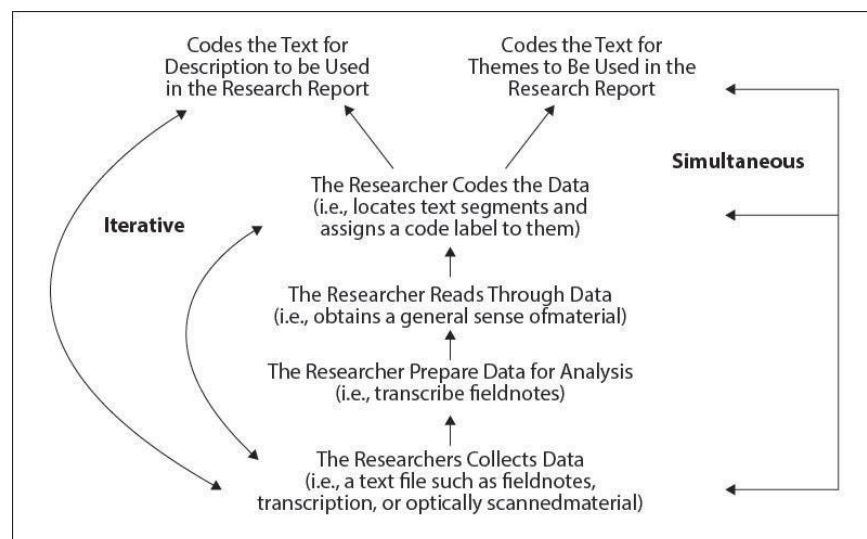 Codes the Text for
Description to be Used
in the Research Report
Codes the Text for
Themes to Be Used in the
Research Report
Simultaneous
The Researcher Codes the Data
(i.e., locates text segments and
assigns a code label to them)
Iterative
The Researcher Reads Through Data
(i.e., obtains a general sense ofmaterial)
The Researcher Prepare Data for Analysis
(i.e., transcribe fieldnotes)
The Researchers Collects Data
(i.e., a text file such as fieldnotes,
transcription, or optically scannedmaterial)